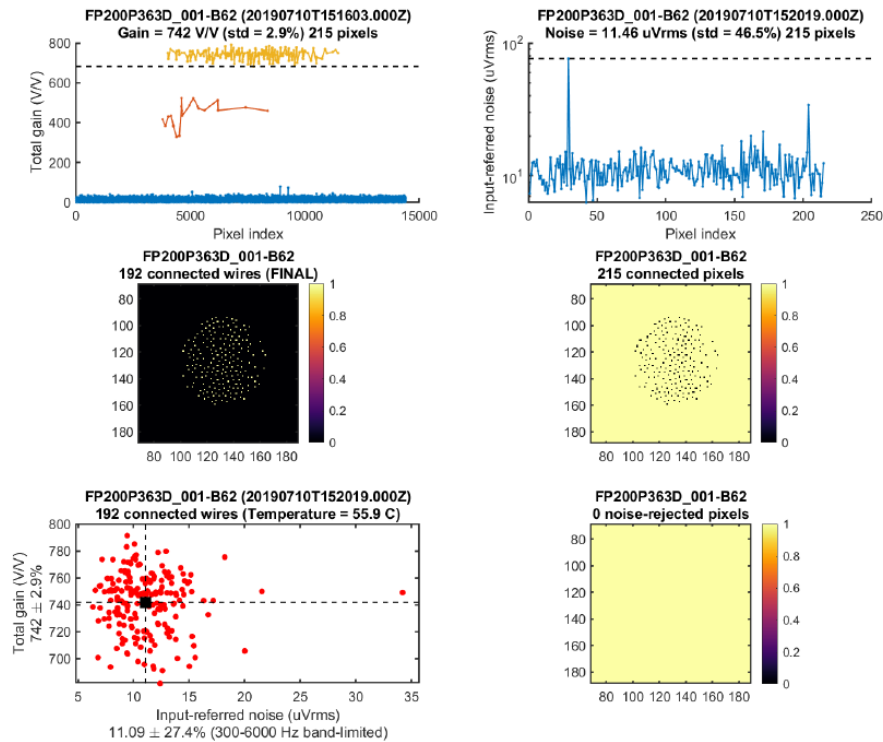 FP200P363D_001-B62 (20190710T151603.000Z)
Gain = 742 V/V (std = 2.9%) 215 pixels
800
600
400
200
0
Total gain (V/V)
0
5000
10000
15000
Pixel index
FP200P363D_001-B62 (20190710T152019.000Z)
Noise = 11.46 uVrms (std = 46.5%) 215 pixels
10^2
10^1
Input-referred noise (uVrms)
0
50
100
150
200
250
Pixel index
FP200P363D_001-B62
192 connected wires (FINAL)
80
100
120
140
160
180
80 100 120 140 160 180
1
0.8
0.6
0.4
0.2
0
FP200P363D_001-B62
215 connected pixels
80
100
120
140
160
180
80 100 120 140 160 180
1
0.8
0.6
0.4
0.2
0
FP200P363D_001-B62 (20190710T152019.000Z)
192 connected wires (Temperature = 55.9 C)
800
780
760
740
720
700
Total gain (V/V)
742 ± 2.9%
5 10 15 20 25 30 35
Input-referred noise (uVrms)
11.09 ± 27.4% (300-6000 Hz band-limited)
FP200P363D_001-B62
0 noise-rejected pixels
80
100
120
140
160
180
80 100 120 140 160 180
1
0.8
0.6
0.4
0.2
0